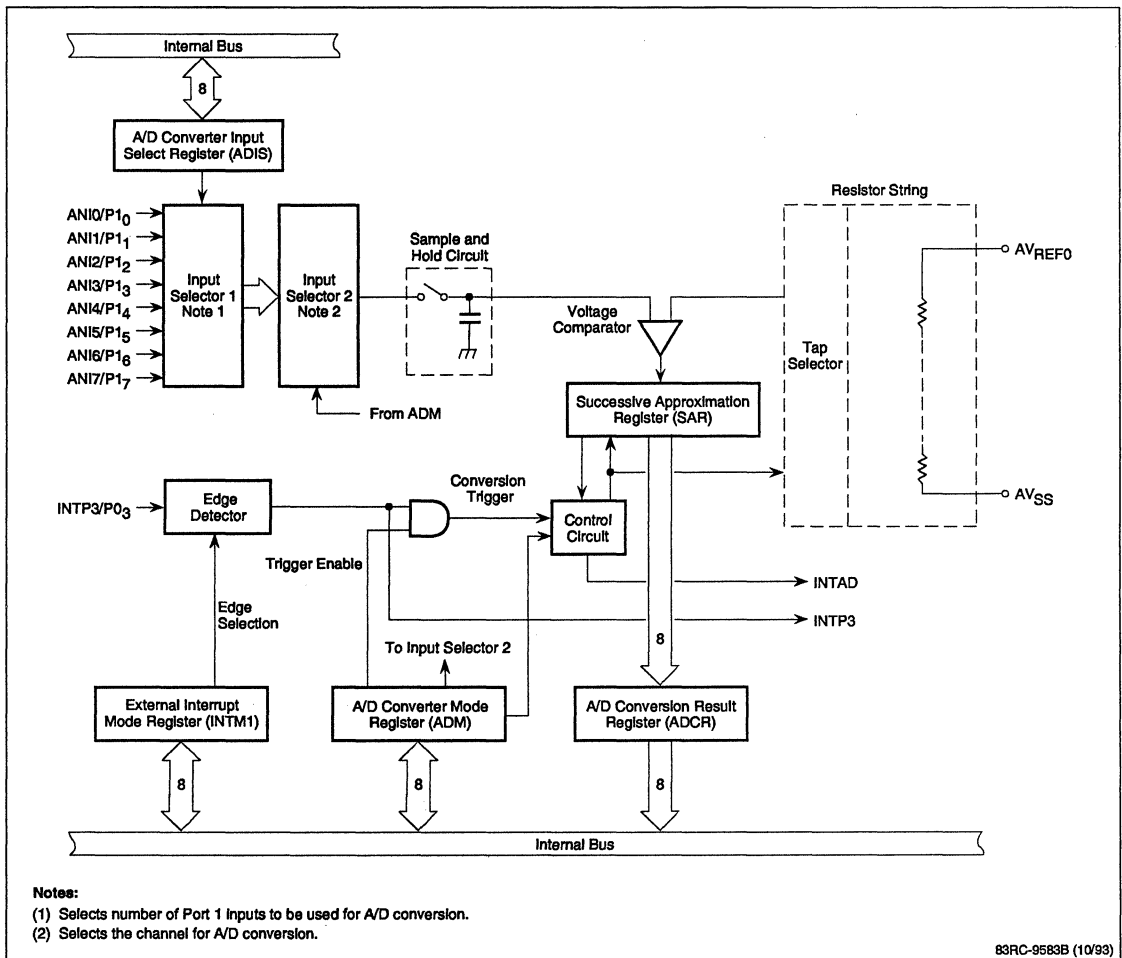 Internal Bus
8
A/D Converter Input
Select Register (ADIS)
Resistor String
ANI0/P1₀
ANI1/P1₁
ANI2/P1₂
ANI3/P1₃
ANI4/P1₄
ANI5/P1₅
ANI6/P1₆
ANI7/P1₇
Input
Selector 1
Note 1
Input
Selector 2
Note 2
Sample and
Hold Circuit
Voltage
Comparator
Tap
Selector
AV_REF0
From ADM
Successive Approximation
Register (SAR)
INTP3/P0₃
Edge
Detector
Conversion
Trigger
Control
Circuit
AV_SS
Trigger Enable
INTAD
Edge
Selection
INTP3
To Input Selector 2
8
External Interrupt
Mode Register (INTM1)
A/D Converter Mode
Register (ADM)
A/D Conversion Result
Register (ADCR)
8
8
8
Internal Bus
Notes:
(1) Selects number of Port 1 inputs to be used for A/D conversion.
(2) Selects the channel for A/D conversion.
83RC-9583B (10/93)